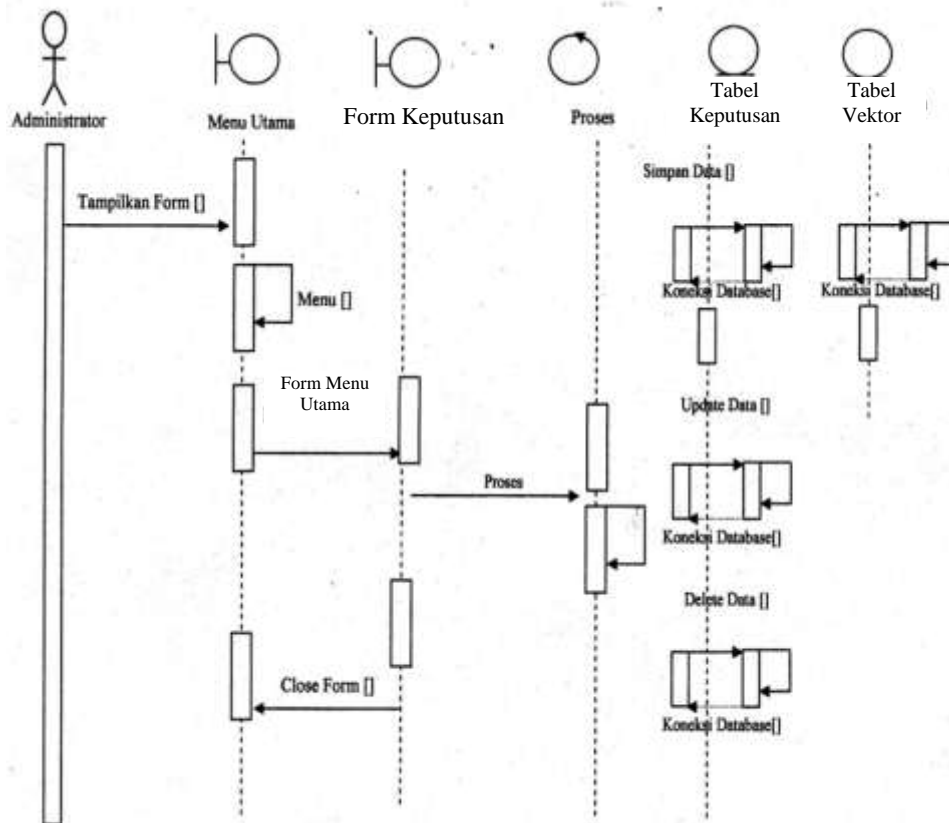 Administrator
Menu Utama
Form Keputusan
Proses
Tabel
Keputusan
Tabel
Vektor
Simpan Data []
Tampilkan Form []
Koneksi Database[]
Koneksi Database[]
Menu []
Form Menu
Utama
Update Data []
Proses
Koneksi Database[]
Delete Data []
Close Form []
Koneksi Database[]